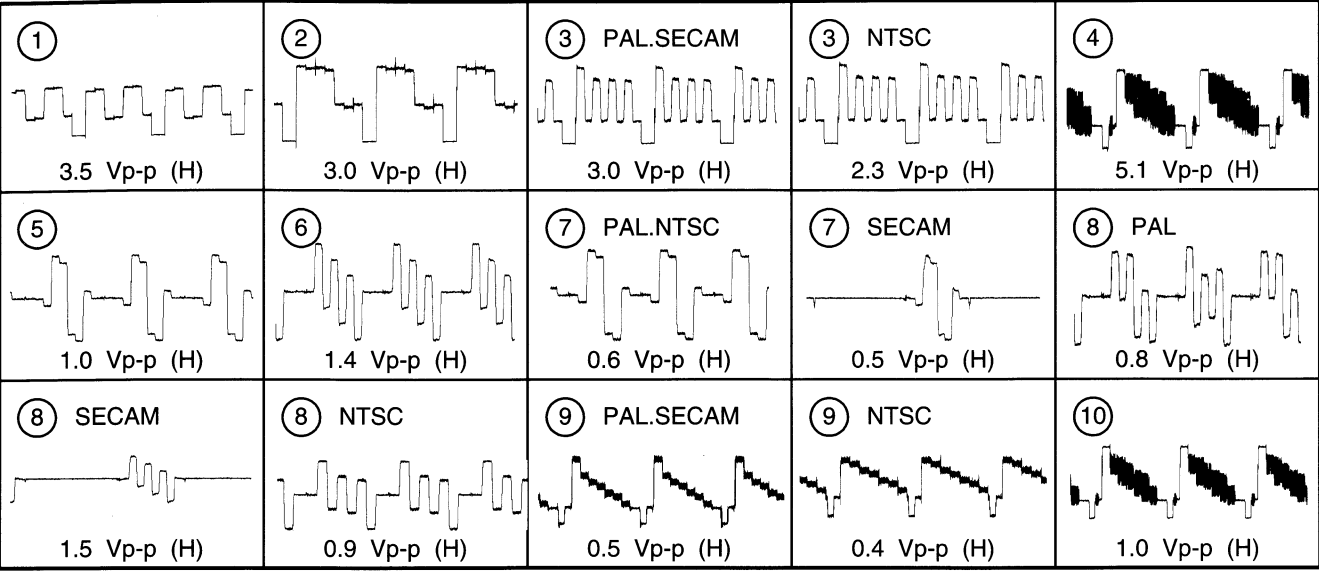 1
3.5 Vp-p (H)
2
3.0 Vp-p (H)
3 PAL.SECAM
3.0 Vp-p (H)
3 NTSC
2.3 Vp-p (H)
4
5.1 Vp-p (H)
5
1.0 Vp-p (H)
6
1.4 Vp-p (H)
7 PAL.NTSC
0.6 Vp-p (H)
7 SECAM
0.5 Vp-p (H)
8 PAL
0.8 Vp-p (H)
8 SECAM
1.5 Vp-p (H)
8 NTSC
0.9 Vp-p (H)
9 PAL.SECAM
0.5 Vp-p (H)
9 NTSC
0.4 Vp-p (H)
10
1.0 Vp-p (H)